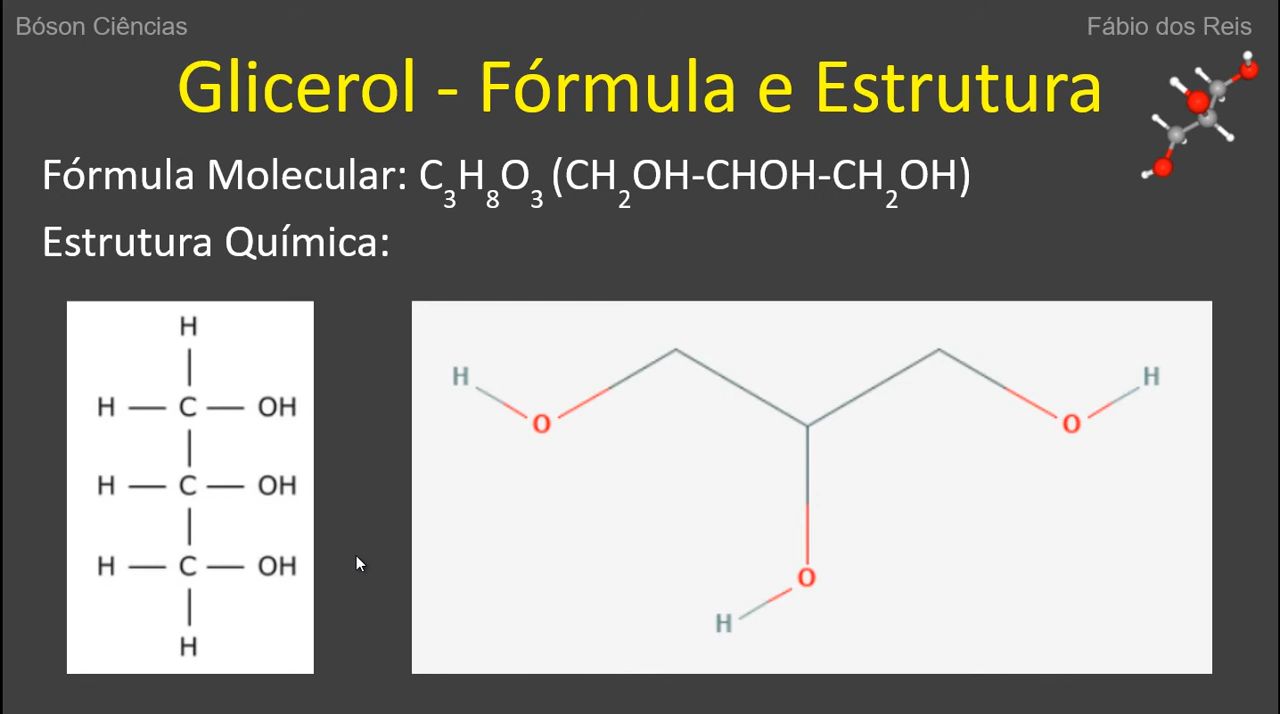 Bóson Ciências
Fábio dos Reis
Glicerol - Fórmula e Estrutura
Fórmula Molecular: C₃H₈O₃ (CH₂OH-CHOH-CH₂OH)
Estrutura Química:
H
H — C — OH
H — C — OH
H — C — OH
H
H
H
O
O
O
H